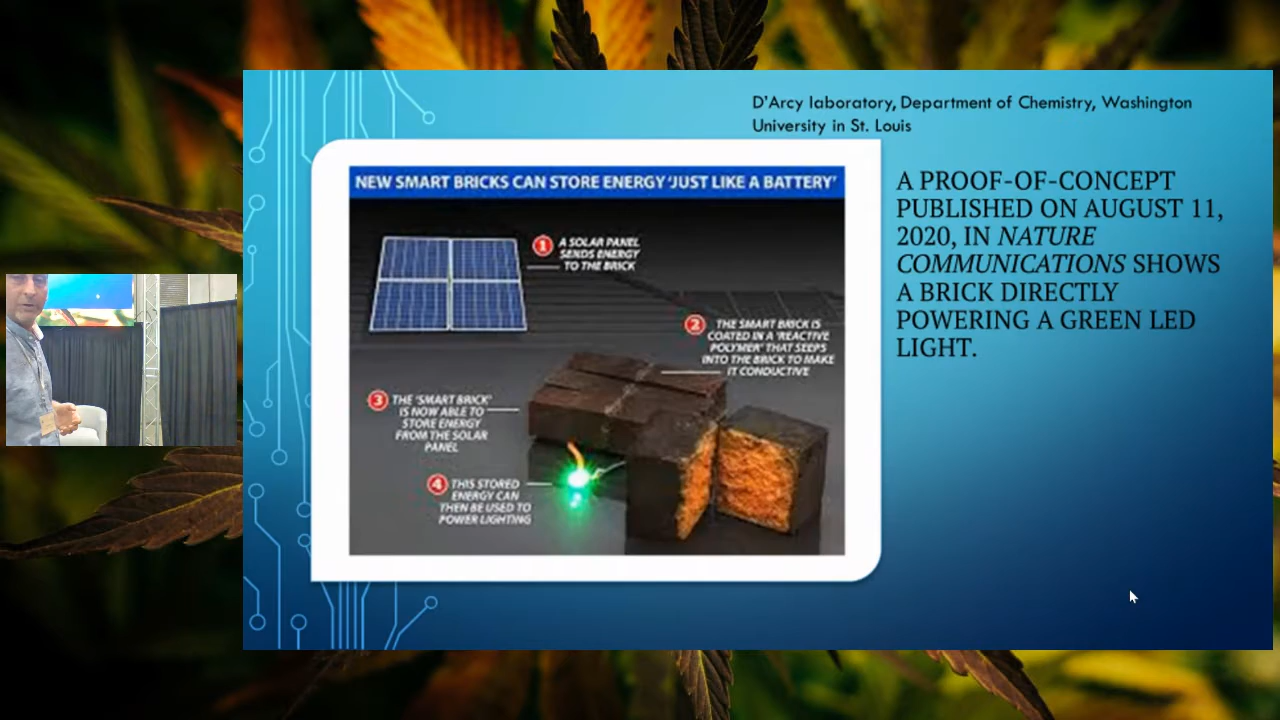 D'Arcy laboratory, Department of Chemistry, Washington
University in St. Louis
NEW SMART BRICKS CAN STORE ENERGY 'JUST LIKE A BATTERY'
1 A SOLAR PANEL
SENDS ENERGY
TO THE BRICK
2 THE SMART BRICK IS
COATED IN A 'REACTIVE
POLYMER' THAT SEEPS
INTO THE BRICK TO MAKE
IT CONDUCTIVE
3 THE 'SMART BRICK'
IS NOW ABLE TO
STORE ENERGY
FROM THE SOLAR
PANEL
4 THIS STORED
ENERGY CAN
THEN BE USED TO
POWER LIGHTING
A PROOF-OF-CONCEPT
PUBLISHED ON AUGUST 11,
2020, IN NATURE
COMMUNICATIONS SHOWS
A BRICK DIRECTLY
POWERING A GREEN LED
LIGHT.